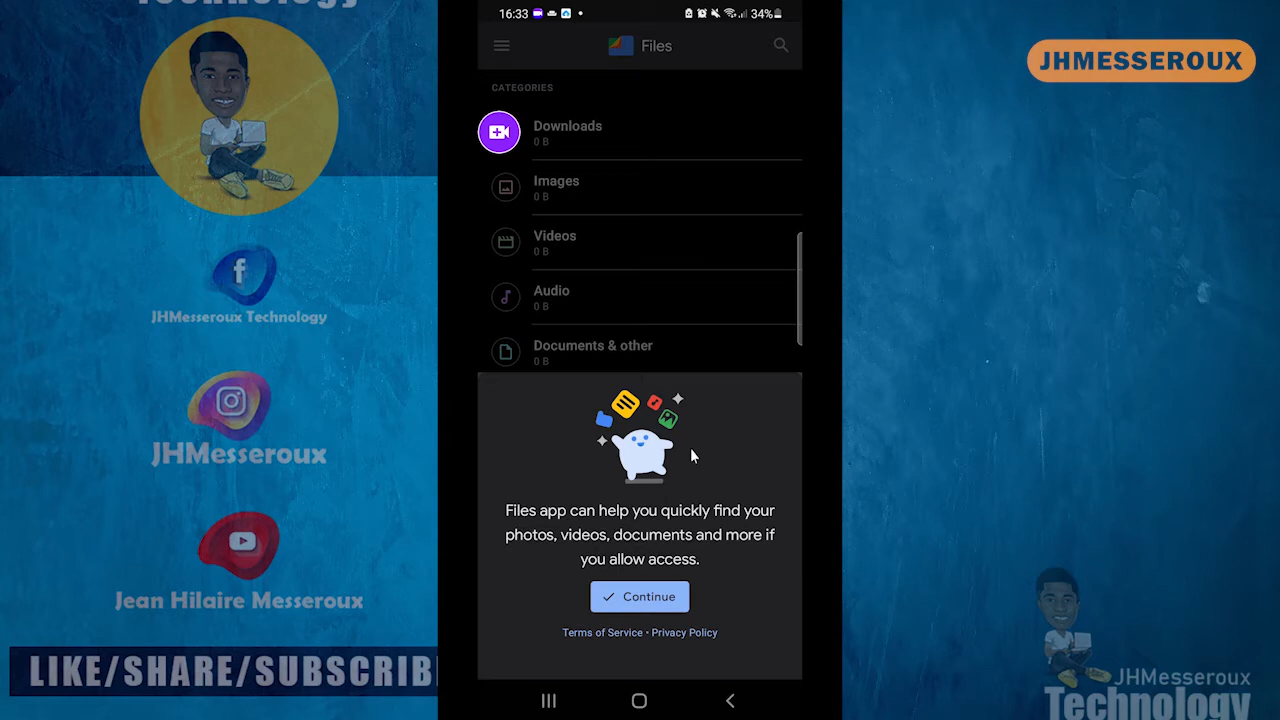 Technology
JHMesseroux Technology
JHMesseroux
Jean Hilaire Messeroux
LIKE/SHARE/SUBSCRIBE
16:33
34%
Files
CATEGORIES
Downloads
0 B
Images
0 B
Videos
0 B
Audio
0 B
Documents & other
0 B
Files app can help you quickly find your
photos, videos, documents and more if
you allow access.
Continue
Terms of Service • Privacy Policy
JHMESSEROUX
JHMesseroux
Technology